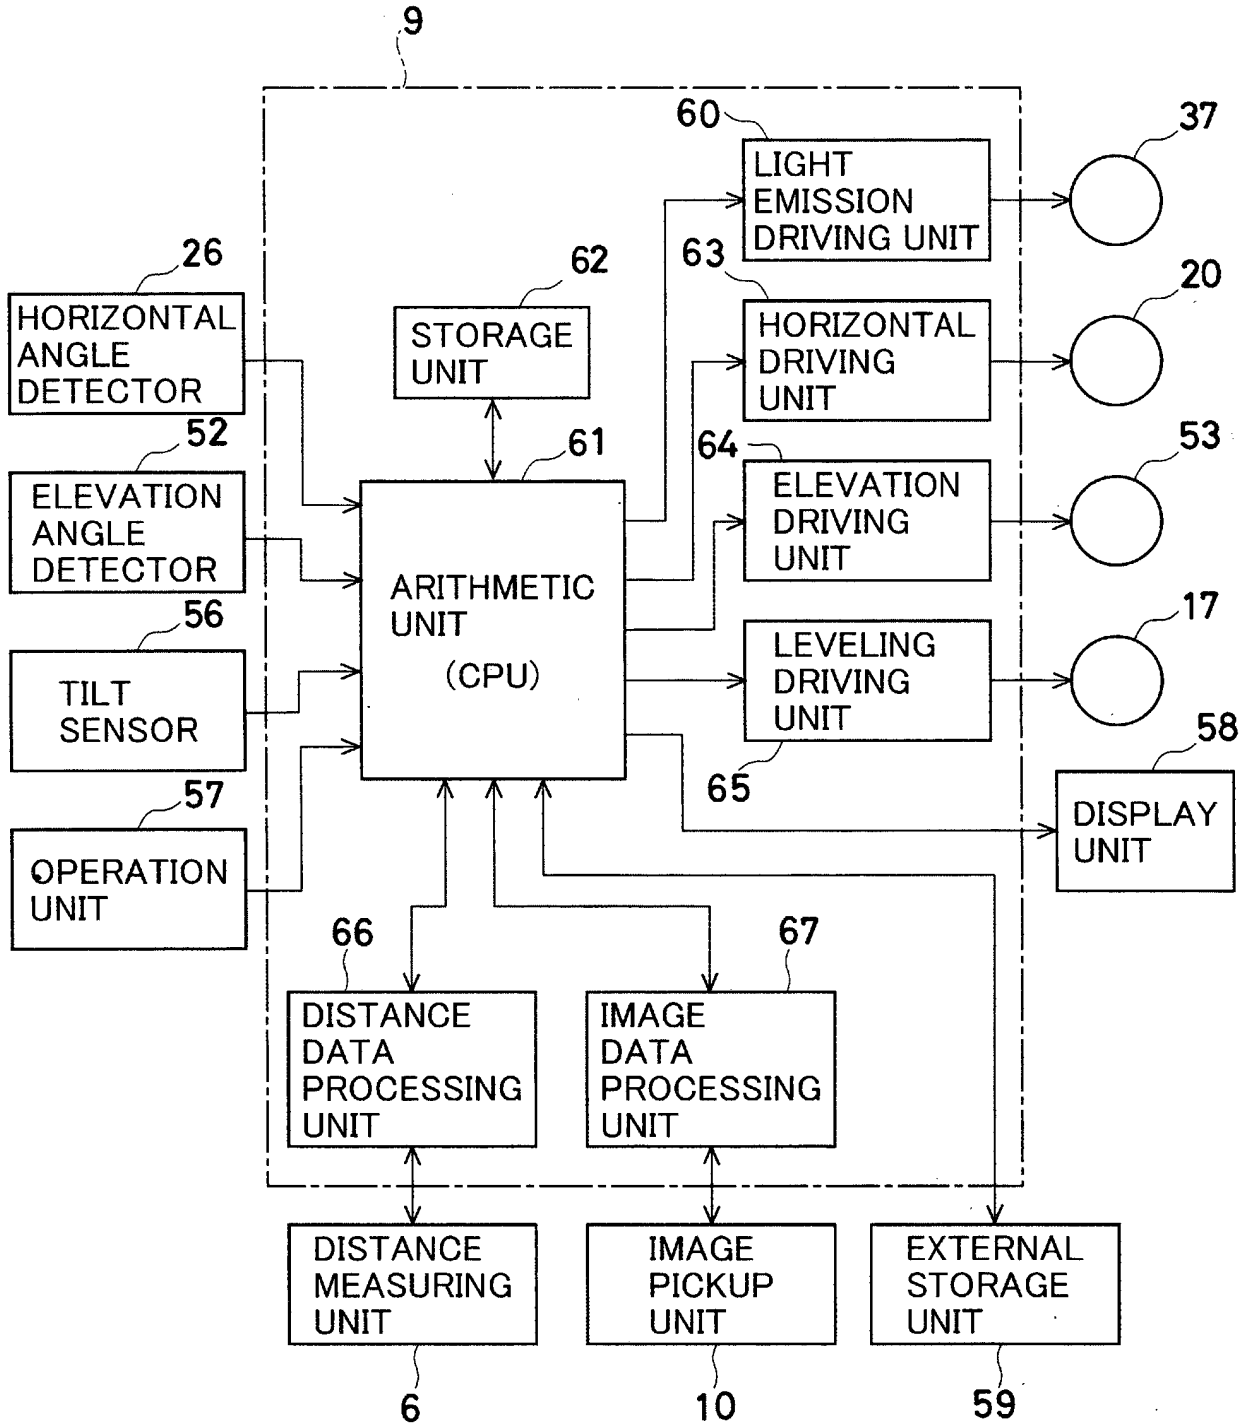 9
60
LIGHT
EMISSION
DRIVING UNIT
37
26
HORIZONTAL
ANGLE
DETECTOR
62
STORAGE
UNIT
63
HORIZONTAL
DRIVING
UNIT
20
52
ELEVATION
ANGLE
DETECTOR
61
ARITHMETIC
UNIT
(CPU)
64
ELEVATION
DRIVING
UNIT
53
56
TILT
SENSOR
LEVELING
DRIVING
UNIT
65
17
57
OPERATION
UNIT
58
DISPLAY
UNIT
66
DISTANCE
DATA
PROCESSING
UNIT
67
IMAGE
DATA
PROCESSING
UNIT
DISTANCE
MEASURING
UNIT
6
IMAGE
PICKUP
UNIT
10
EXTERNAL
STORAGE
UNIT
59